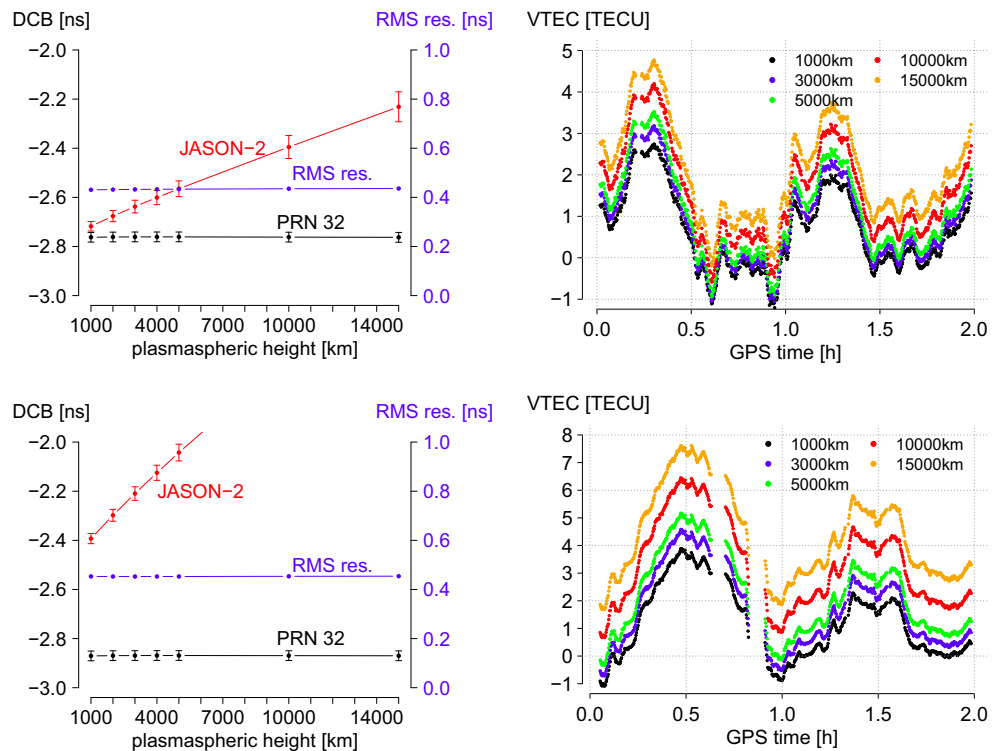 DCB [ns]
RMS res. [ns]
−2.0
−2.2
−2.4
−2.6
−2.8
−3.0
1.0
0.8
0.6
0.4
0.2
0.0
JASON−2
RMS res.
PRN 32
1000 4000 7000 10000 14000
plasmaspheric height [km]
VTEC [TECU]
5
4
3
2
1
0
−1
1000km
3000km
5000km
10000km
15000km
0.0 0.5 1.0 1.5 2.0
GPS time [h]
DCB [ns]
RMS res. [ns]
−2.0
−2.2
−2.4
−2.6
−2.8
−3.0
1.0
0.8
0.6
0.4
0.2
0.0
JASON−2
RMS res.
PRN 32
1000 4000 7000 10000 14000
plasmaspheric height [km]
VTEC [TECU]
8
7
6
5
4
3
2
1
0
−1
1000km
3000km
5000km
10000km
15000km
0.0 0.5 1.0 1.5 2.0
GPS time [h]